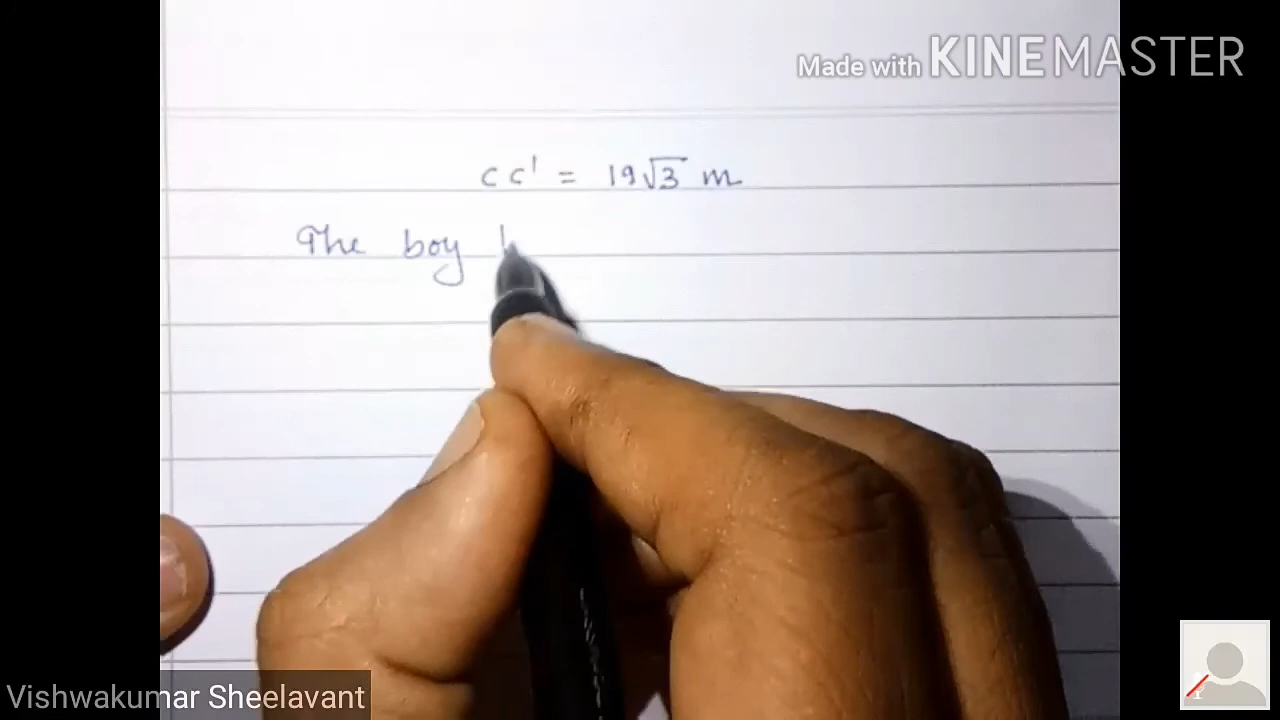 Made with KINEMASTER
CC' = 19√3 m
The boy
Vishwakumar Sheelavant